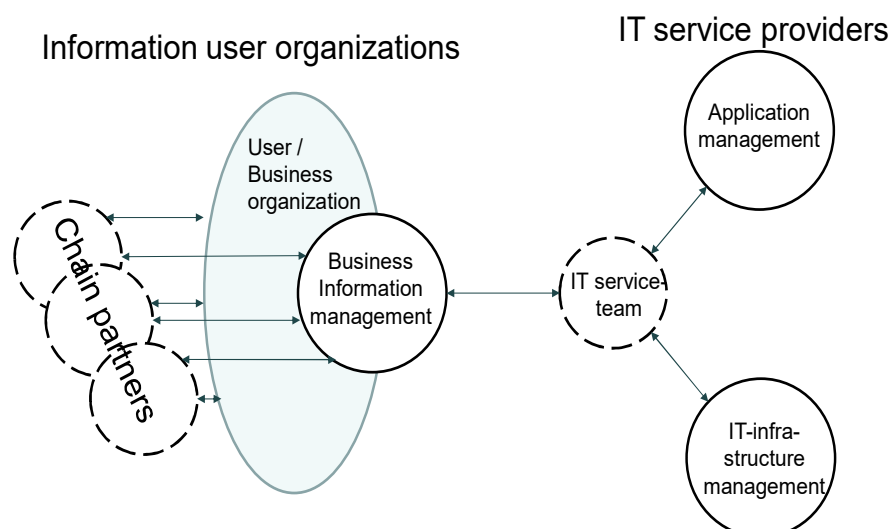 Information user organizations
IT service providers
User /
Business
organization
Chain partners
Business
Information
management
IT service-
team
Application
management
IT-infra-
structure
management